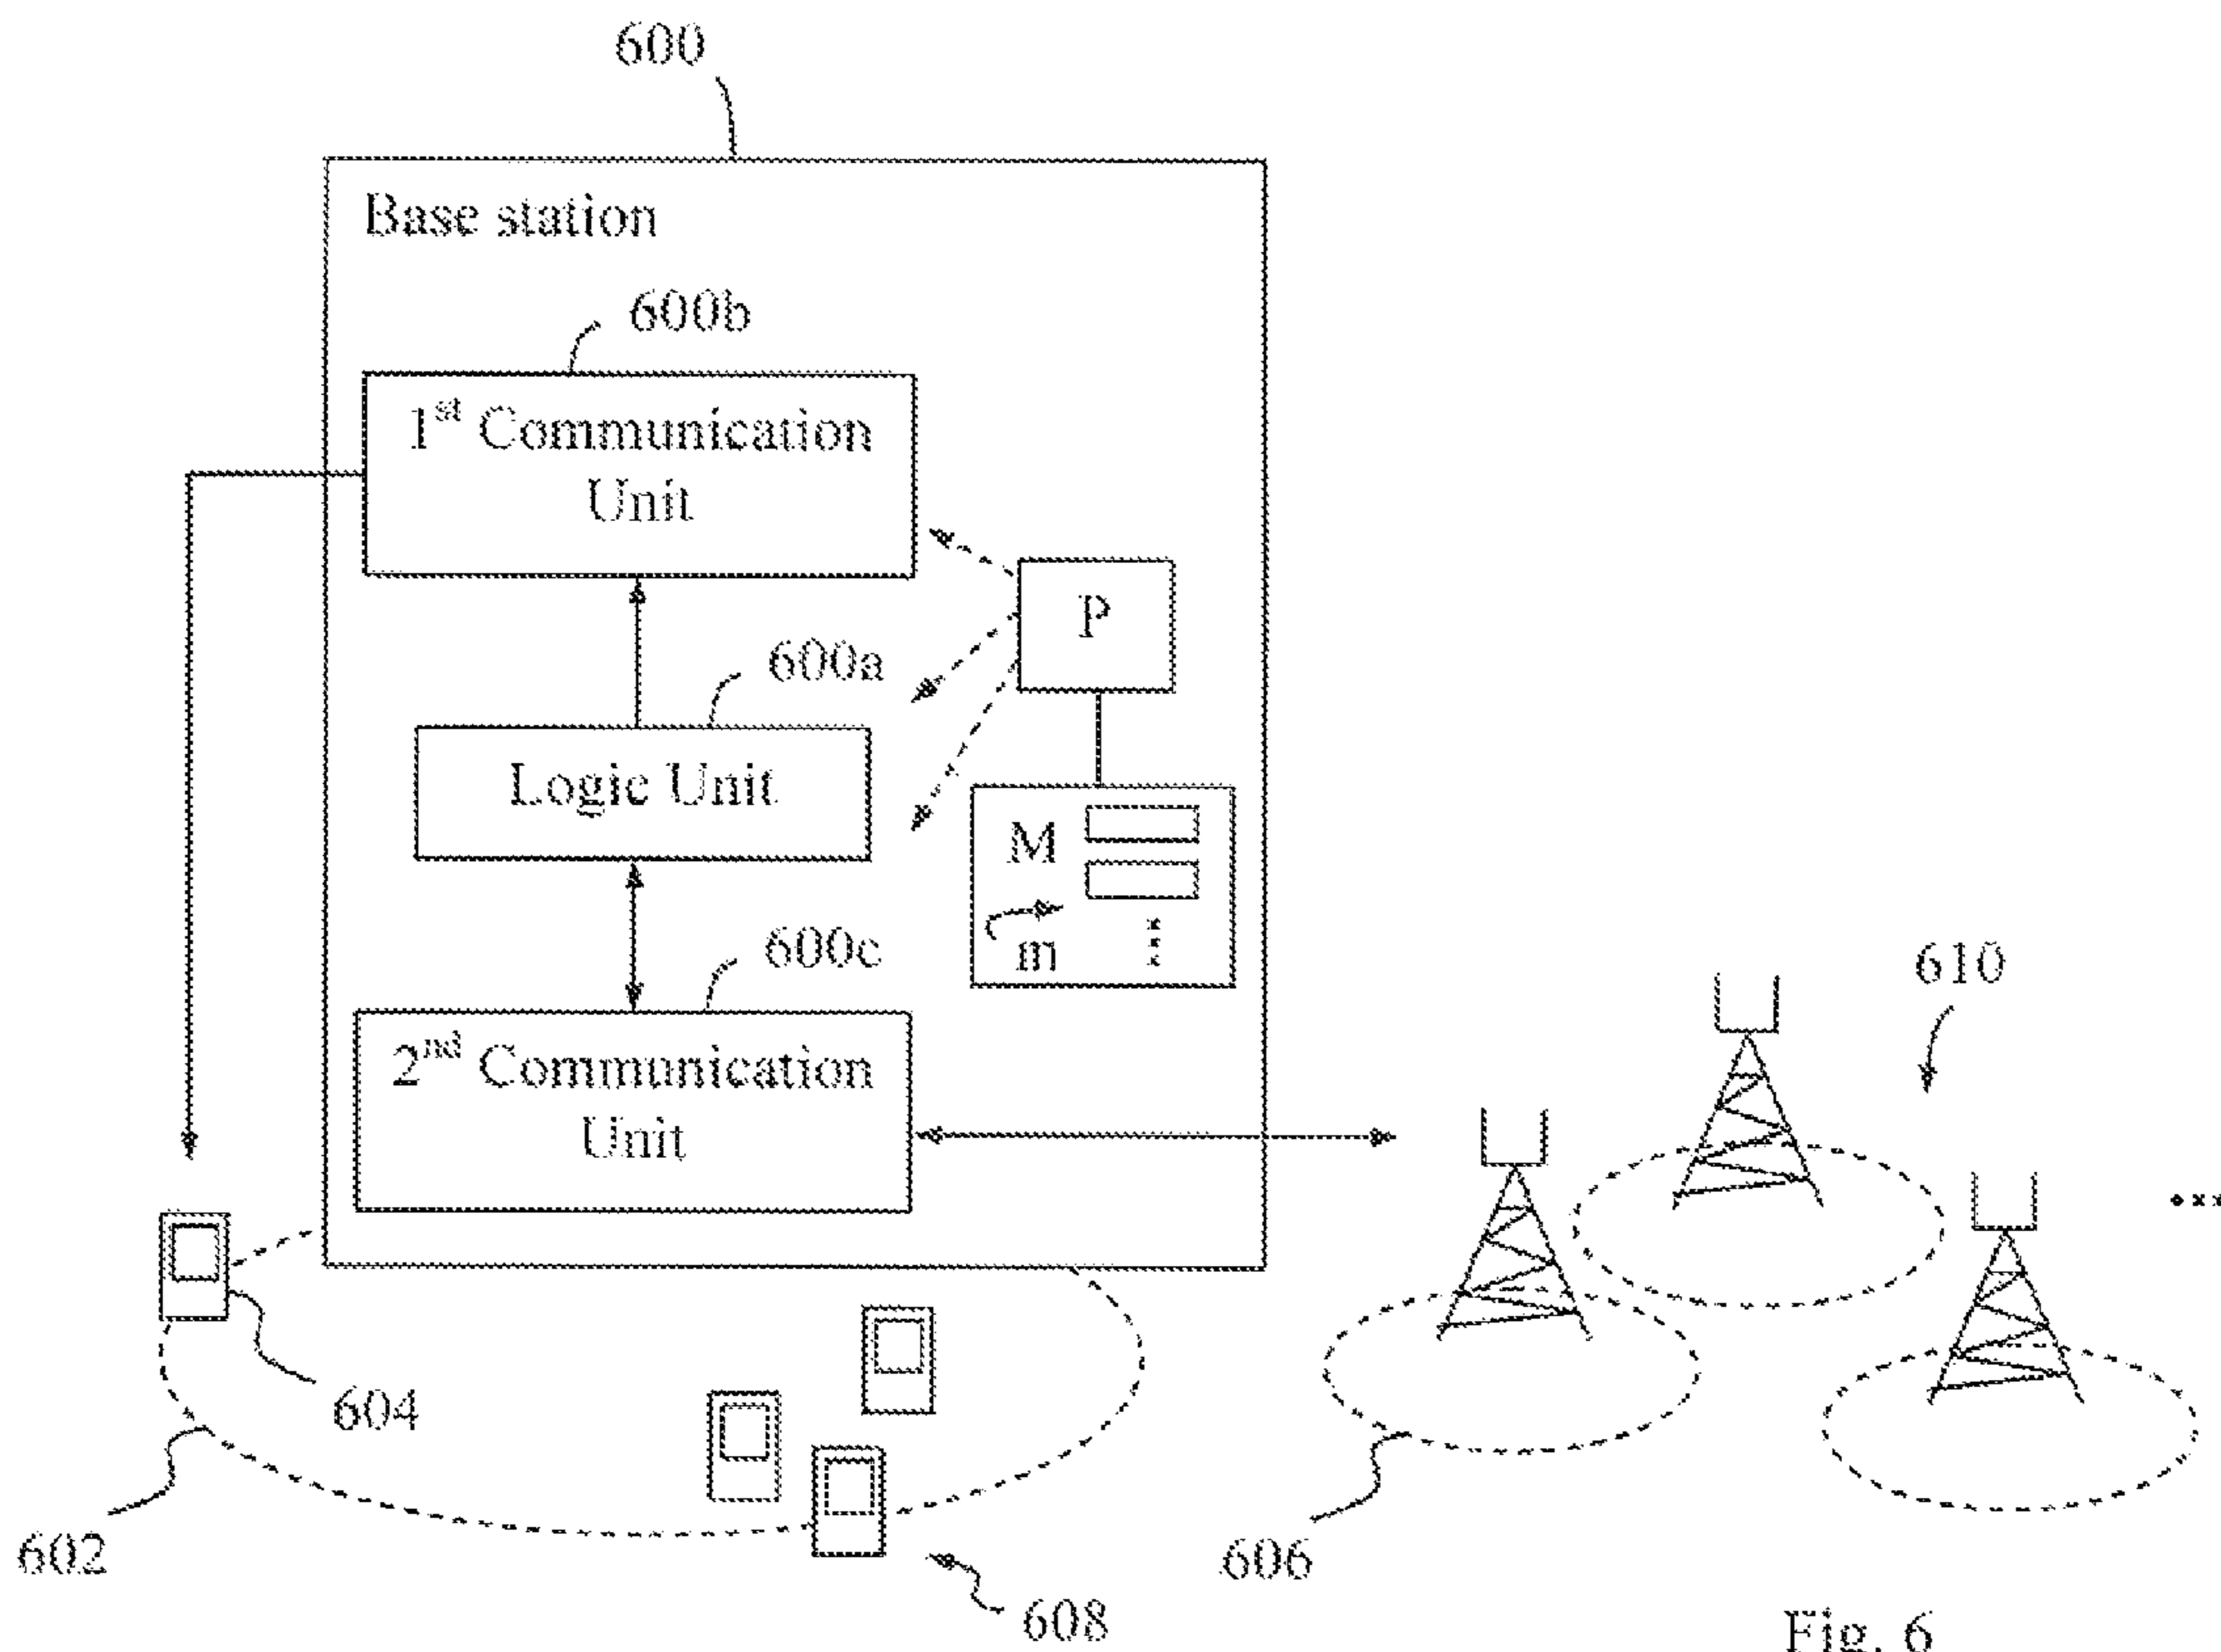 600
Base station
600b
1st Communication
Unit
P
600a
Logic Unit
M
m
600c
2nd Communication
Unit
610
604
602
606
608
Fig. 6